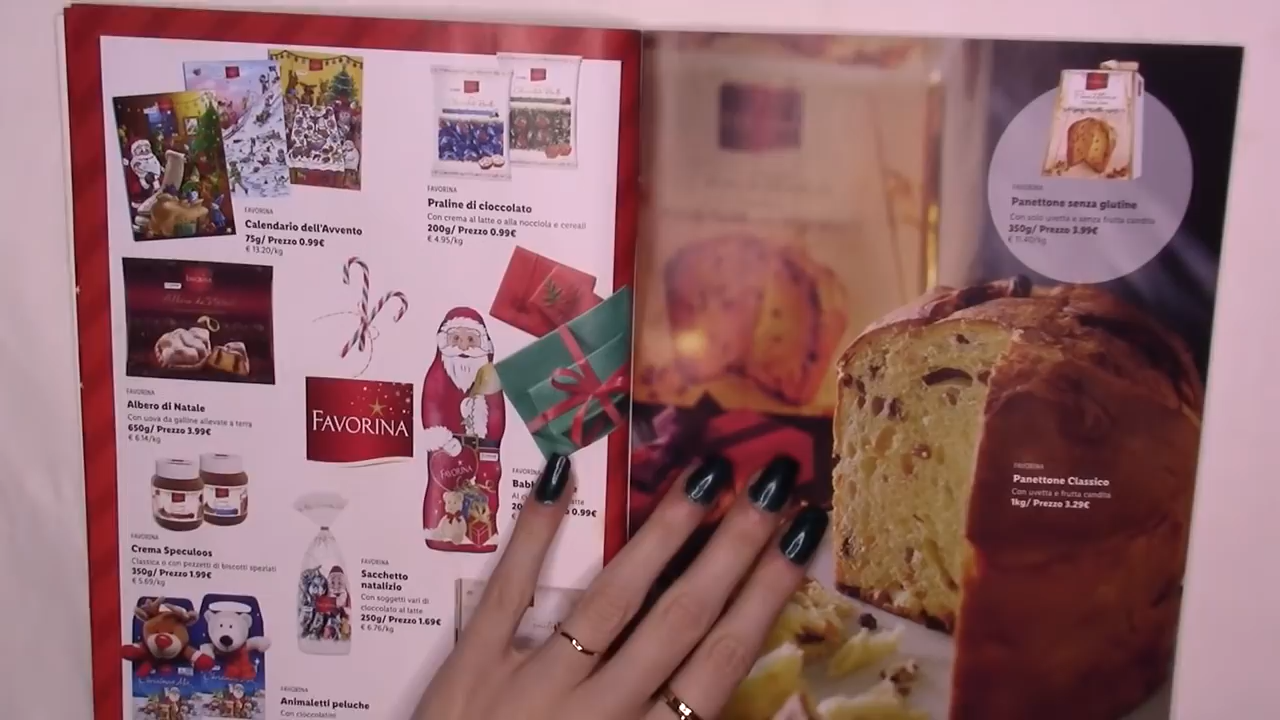 FAVORINA
Calendario dell'Avvento
75g/ Prezzo 0.99€
€ 13.20/kg
FAVORINA
Praline di cioccolato
Con crema al latte o alla nocciola e cereali
200g/ Prezzo 0.99€
€ 4.95/kg
FAVORINA
Albero di Natale
Con uova da galline allevate a terra
650g/ Prezzo 3.99€
€ 6.14/kg
FAVORINA
FAVORINA
FAVORINA
Crema Speculoos
Classica o con pezzetti di biscotti speziati
350g/ Prezzo 1.99€
€ 5.69/kg
FAVORINA
Sacchetto
natalizio
Con soggetti vari di
cioccolato al latte
250g/ Prezzo 1.69€
€ 6.76/kg
0.99€
FAVORINA
Animaletti peluche
Con cioccolatini
FAVORINA
Panettone senza glutine
Con solo uvetta e senza frutta candita
350g/ Prezzo 3.99€
€ 11.40/kg
FAVORINA
Panettone Classico
Con uvetta e frutta candita
1kg/ Prezzo 3.29€